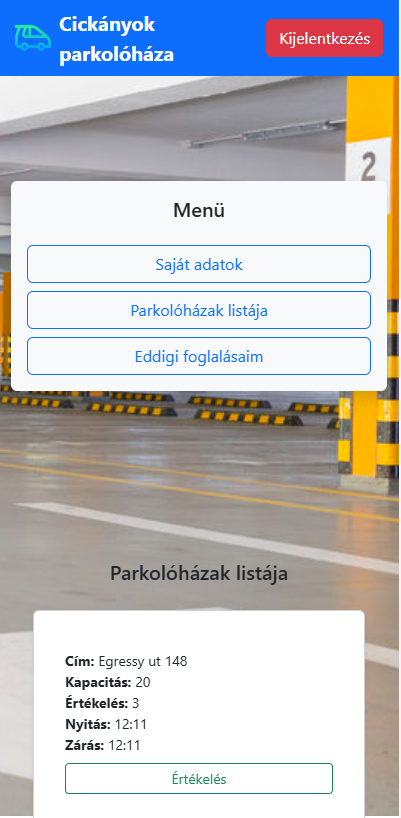 Cickányok
parkolóháza
Kijelentkezés
2
Menü
Saját adatok
Parkolóházak listája
Eddigi foglalásaim
Parkolóházak listája
Cím: Egressy ut 148
Kapacitás: 20
Értékelés: 3
Nyitás: 12:11
Zárás: 12:11
Értékelés